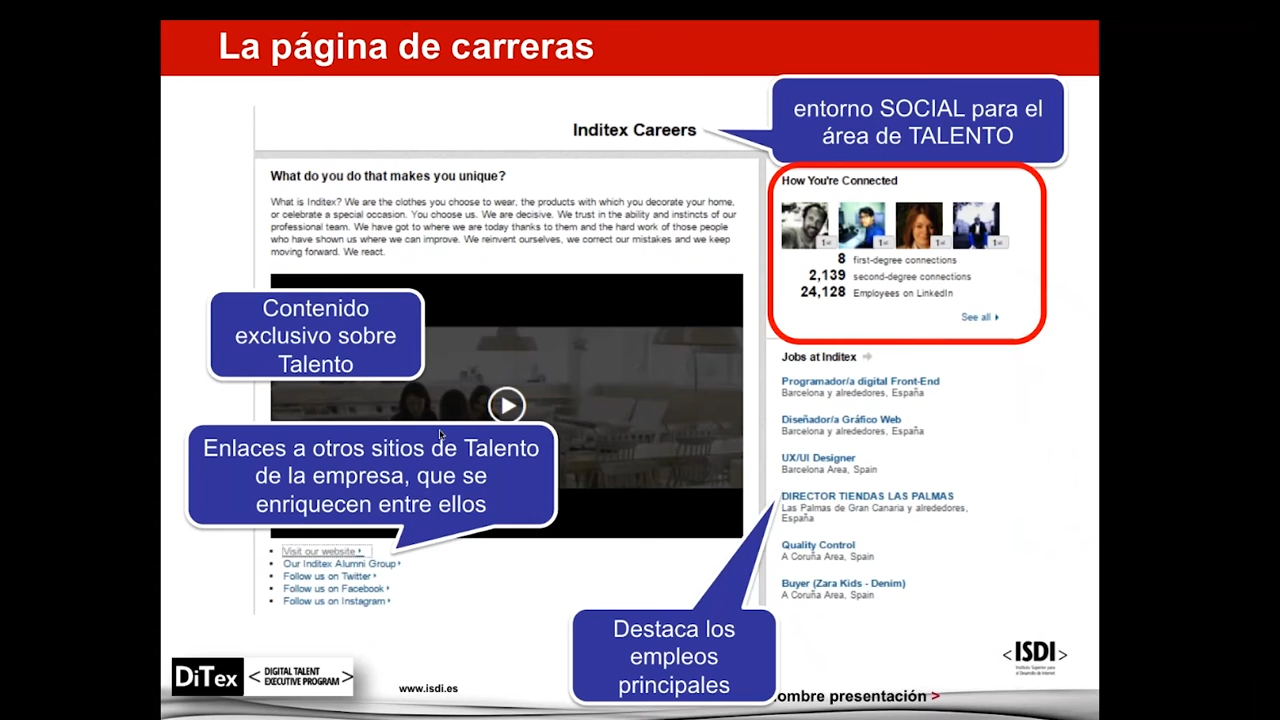 La página de carreras
entorno SOCIAL para el
área de TALENTO
Inditex Careers
What do you do that makes you unique?
What is Inditex? We are the clothes you choose to wear, the products with which you decorate your home,
or celebrate a special occasion. You choose us. We are decisive. We trust in the ability and instincts of our
professional team. We have got to where we are today thanks to them and the hard work of those people
who have shown us where we can improve. We reinvent ourselves, we correct our mistakes and we keep
moving forward. We react.
How You're Connected
1st
1st
1st
1st
8 first-degree connections
2,139 second-degree connections
24,128 Employees on LinkedIn
See all
Contenido
exclusivo sobre
Talento
Enlaces a otros sitios de Talento
de la empresa, que se
enriquecen entre ellos
Visit our website
Our Inditex Alumni Group
Follow us on Twitter
Follow us on Facebook
Follow us on Instagram
Jobs at Inditex
Programador/a digital Front-End
Barcelona y alrededores, España
Diseñador/a Gráfico Web
Barcelona y alrededores, España
UX/UI Designer
Barcelona Area, Spain
DIRECTOR TIENDAS LAS PALMAS
Las Palmas de Gran Canaria y alrededores,
España
Quality Control
A Coruña Area, Spain
Buyer (Zara Kids - Denim)
A Coruña Area, Spain
Destaca los
empleos
principales
DiTex < DIGITAL TALENT
EXECUTIVE PROGRAM >
www.isdi.es
<ISDI>
Instituto Superior para
el Desarrollo de Internet
ombre presentación >